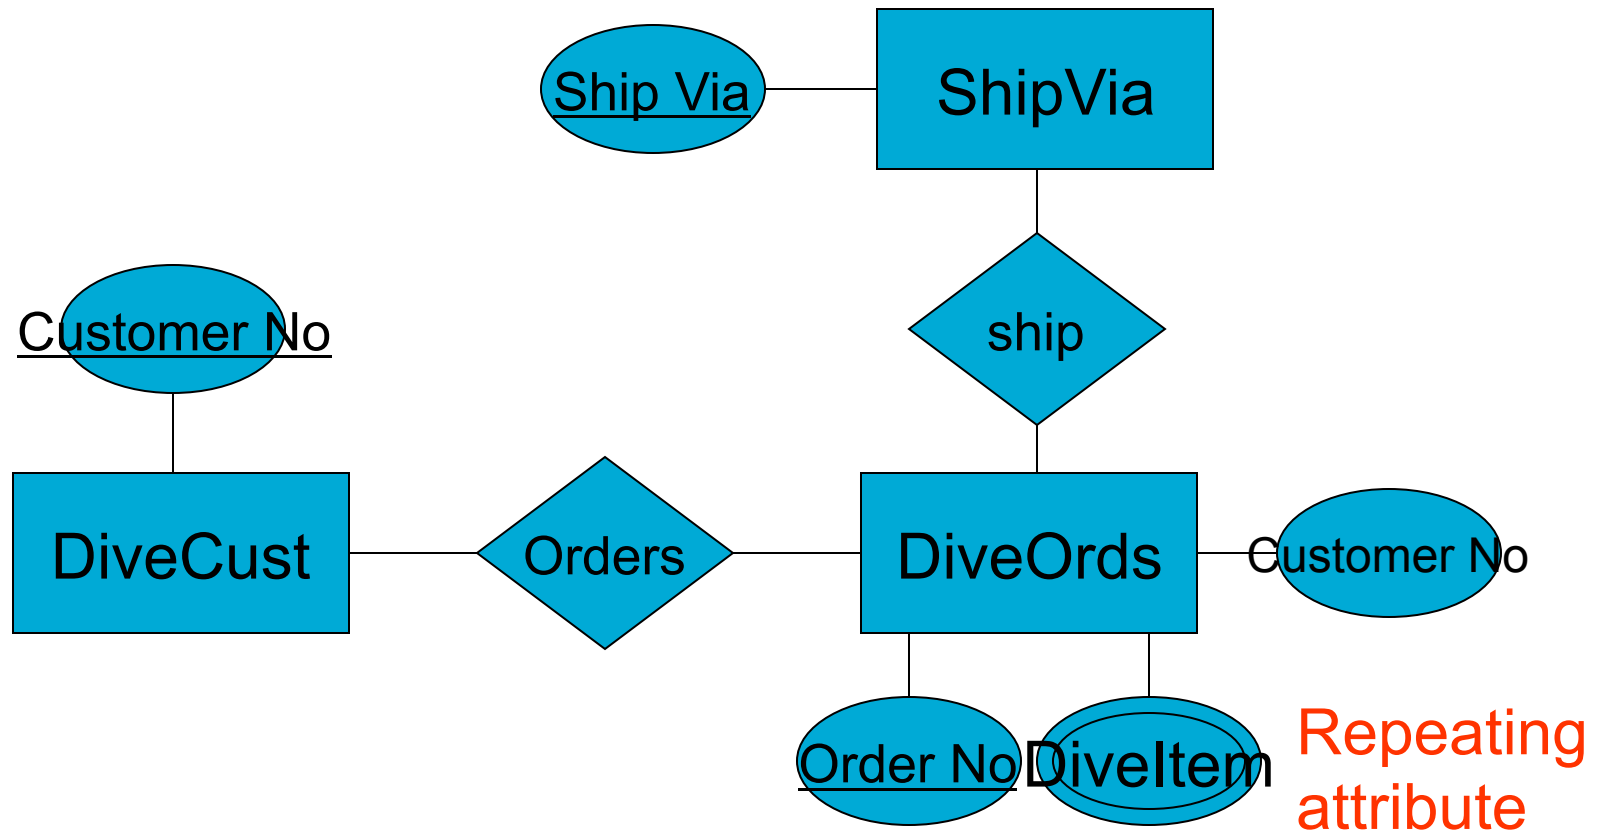 Ship Via
ShipVia
Customer No
ship
DiveCust
Orders
DiveOrds
Customer No
Order No
DiveItem
Repeating
attribute